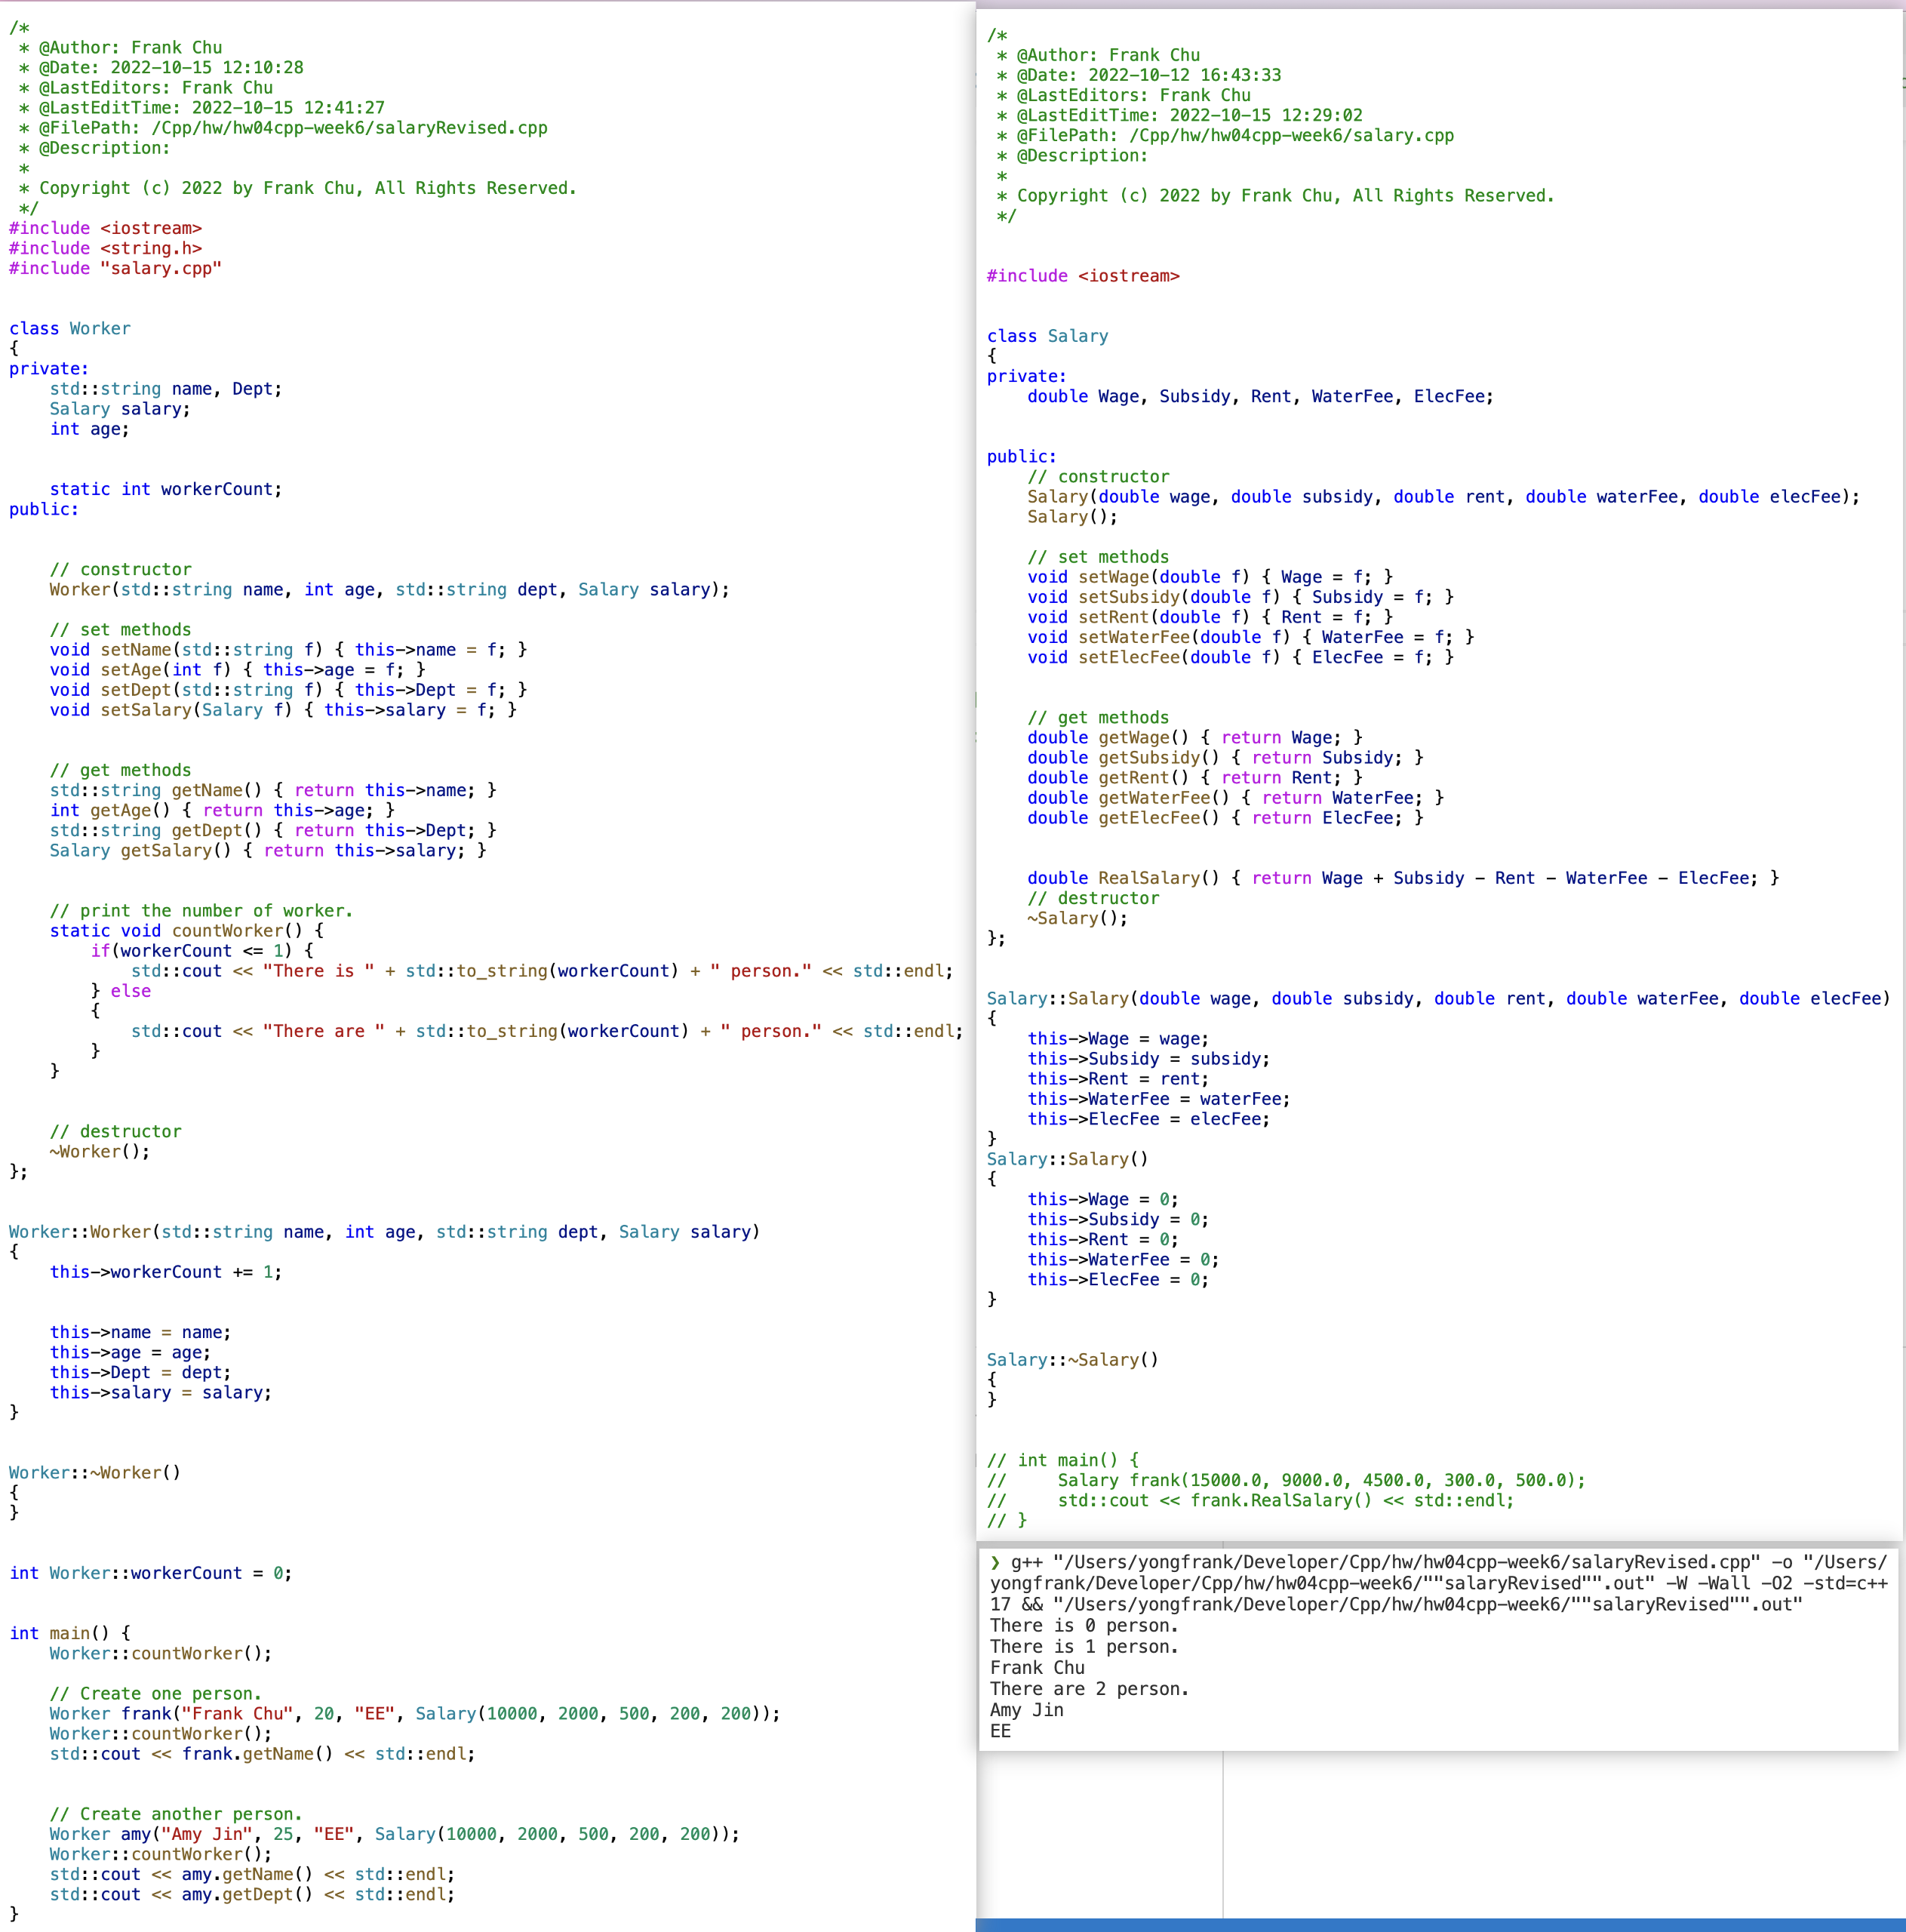 /*
 * @Author: Frank Chu
 * @Date: 2022-10-15 12:10:28
 * @LastEditors: Frank Chu
 * @LastEditTime: 2022-10-15 12:41:27
 * @FilePath: /Cpp/hw/hw04cpp-week6/salaryRevised.cpp
 * @Description:
 *
 * Copyright (c) 2022 by Frank Chu, All Rights Reserved.
 */
#include <iostream>
#include <string.h>
#include "salary.cpp"
class Worker
{
private:
    std::string name, Dept;
    Salary salary;
    int age;
    static int workerCount;
public:
    // constructor
    Worker(std::string name, int age, std::string dept, Salary salary);
    // set methods
    void setName(std::string f) { this->name = f; }
    void setAge(int f) { this->age = f; }
    void setDept(std::string f) { this->Dept = f; }
    void setSalary(Salary f) { this->salary = f; }
    // get methods
    std::string getName() { return this->name; }
    int getAge() { return this->age; }
    std::string getDept() { return this->Dept; }
    Salary getSalary() { return this->salary; }
    // print the number of worker.
    static void countWorker() {
        if(workerCount <= 1) {
            std::cout << "There is " + std::to_string(workerCount) + " person." << std::endl;
        } else
        {
            std::cout << "There are " + std::to_string(workerCount) + " person." << std::endl;
        }
    }
    // destructor
    ~Worker();
};
Worker::Worker(std::string name, int age, std::string dept, Salary salary)
{
    this->workerCount += 1;
    this->name = name;
    this->age = age;
    this->Dept = dept;
    this->salary = salary;
}
Worker::~Worker()
{
}
int Worker::workerCount = 0;
int main() {
    Worker::countWorker();
    // Create one person.
    Worker frank("Frank Chu", 20, "EE", Salary(10000, 2000, 500, 200, 200));
    Worker::countWorker();
    std::cout << frank.getName() << std::endl;
    // Create another person.
    Worker amy("Amy Jin", 25, "EE", Salary(10000, 2000, 500, 200, 200));
    Worker::countWorker();
    std::cout << amy.getName() << std::endl;
    std::cout << amy.getDept() << std::endl;
}
/*
 * @Author: Frank Chu
 * @Date: 2022-10-12 16:43:33
 * @LastEditors: Frank Chu
 * @LastEditTime: 2022-10-15 12:29:02
 * @FilePath: /Cpp/hw/hw04cpp-week6/salary.cpp
 * @Description:
 *
 * Copyright (c) 2022 by Frank Chu, All Rights Reserved.
 */
#include <iostream>
class Salary
{
private:
    double Wage, Subsidy, Rent, WaterFee, ElecFee;
public:
    // constructor
    Salary(double wage, double subsidy, double rent, double waterFee, double elecFee);
    Salary();
    // set methods
    void setWage(double f) { Wage = f; }
    void setSubsidy(double f) { Subsidy = f; }
    void setRent(double f) { Rent = f; }
    void setWaterFee(double f) { WaterFee = f; }
    void setElecFee(double f) { ElecFee = f; }
    // get methods
    double getWage() { return Wage; }
    double getSubsidy() { return Subsidy; }
    double getRent() { return Rent; }
    double getWaterFee() { return WaterFee; }
    double getElecFee() { return ElecFee; }
    double RealSalary() { return Wage + Subsidy - Rent - WaterFee - ElecFee; }
    // destructor
    ~Salary();
};
Salary::Salary(double wage, double subsidy, double rent, double waterFee, double elecFee)
{
    this->Wage = wage;
    this->Subsidy = subsidy;
    this->Rent = rent;
    this->WaterFee = waterFee;
    this->ElecFee = elecFee;
}
Salary::Salary()
{
    this->Wage = 0;
    this->Subsidy = 0;
    this->Rent = 0;
    this->WaterFee = 0;
    this->ElecFee = 0;
}
Salary::~Salary()
{
}
// int main() {
//     Salary frank(15000.0, 9000.0, 4500.0, 300.0, 500.0);
//     std::cout << frank.RealSalary() << std::endl;
// }
❯ g++ "/Users/yongfrank/Developer/Cpp/hw/hw04cpp-week6/salaryRevised.cpp" -o "/Users/
yongfrank/Developer/Cpp/hw/hw04cpp-week6/""salaryRevised"".out" -W -Wall -O2 -std=c++
17 && "/Users/yongfrank/Developer/Cpp/hw/hw04cpp-week6/""salaryRevised"".out"
There is 0 person.
There is 1 person.
Frank Chu
There are 2 person.
Amy Jin
EE